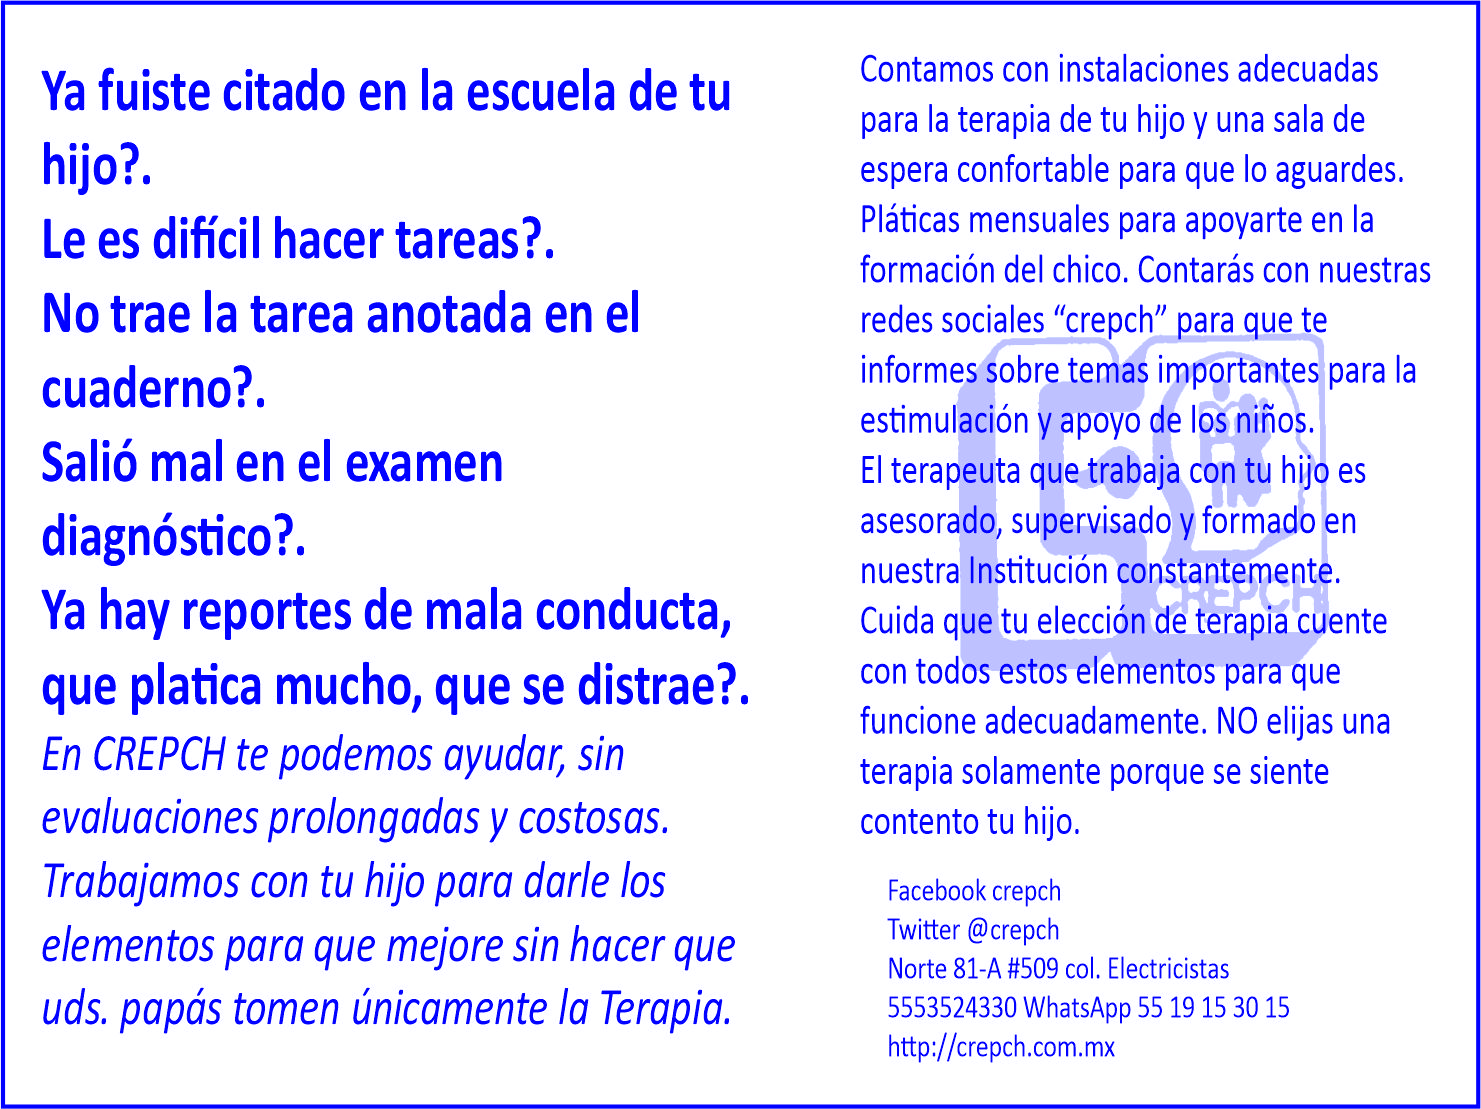 Ya fuiste citado en la escuela de tu
hijo?.
Le es difícil hacer tareas?.
No trae la tarea anotada en el
cuaderno?.
Salió mal en el examen
diagnóstico?.
Ya hay reportes de mala conducta,
que platica mucho, que se distrae?.
En CREPCH te podemos ayudar, sin
evaluaciones prolongadas y costosas.
Trabajamos con tu hijo para darle los
elementos para que mejore sin hacer que
uds. papás tomen únicamente la Terapia.
Contamos con instalaciones adecuadas
para la terapia de tu hijo y una sala de
espera confortable para que lo aguardes.
Pláticas mensuales para apoyarte en la
formación del chico. Contarás con nuestras
redes sociales “crepch” para que te
informes sobre temas importantes para la
estimulación y apoyo de los niños.
El terapeuta que trabaja con tu hijo es
asesorado, supervisado y formado en
nuestra Institución constantemente.
Cuida que tu elección de terapia cuente
con todos estos elementos para que
funcione adecuadamente. NO elijas una
terapia solamente porque se siente
contento tu hijo.
CREPCH
Facebook crepch
Twitter @crepch
Norte 81-A #509 col. Electricistas
5553524330 WhatsApp 55 19 15 30 15
http://crepch.com.mx